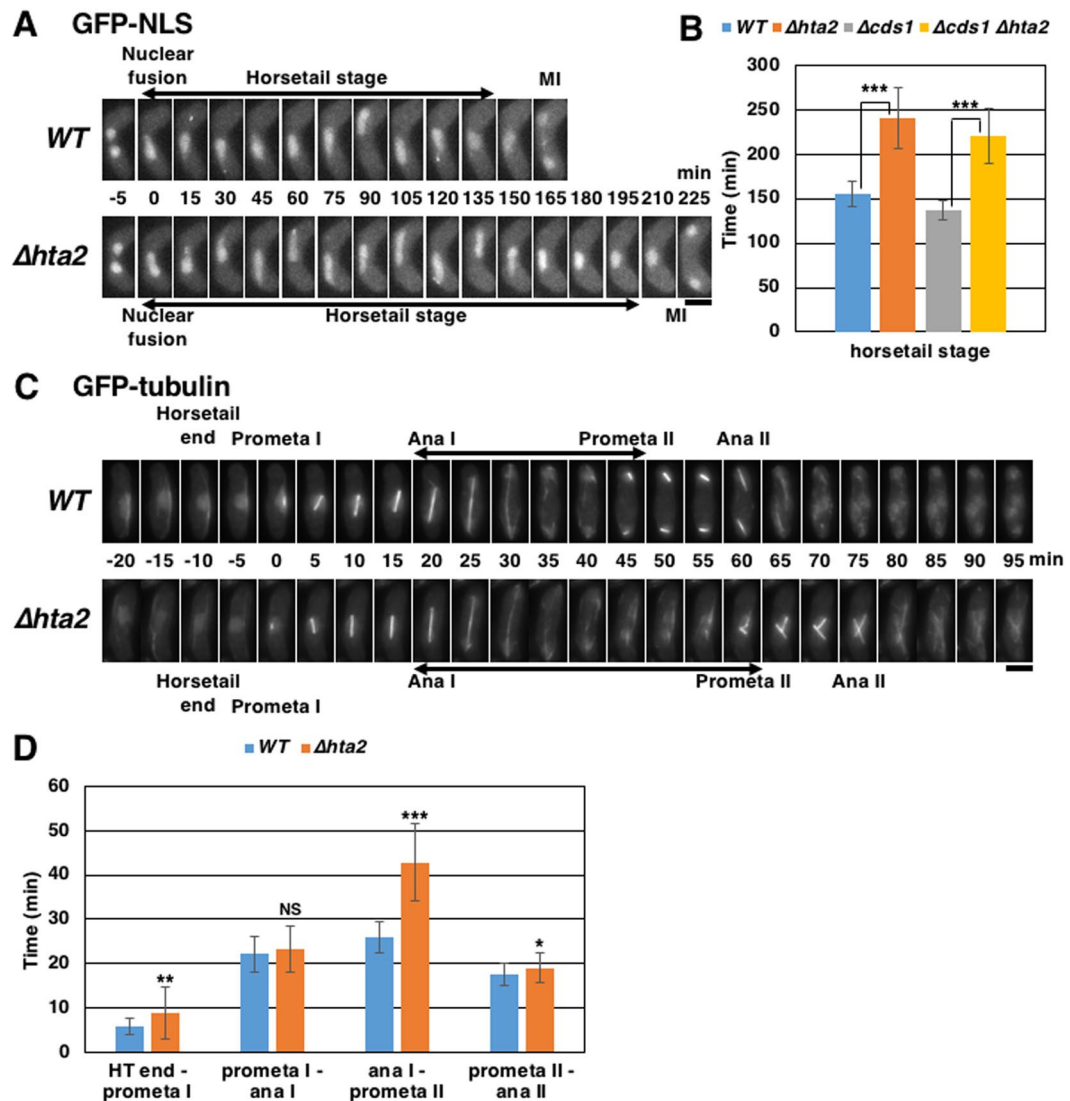 A GFP-NLS
Nuclear
fusion
Horsetail stage
MI
WT
min
-5 0 15 30 45 60 75 90 105 120 135 150 165 180 195 210 225
Δhta2
Nuclear
fusion
Horsetail stage
MI
B WT Δhta2 Δcds1 Δcds1 Δhta2
300
250
200
150
100
50
0
Time (min)
***
***
horsetail stage
C GFP-tubulin
Horsetail
end Prometa I Ana I Prometa II Ana II
WT
-20 -15 -10 -5 0 5 10 15 20 25 30 35 40 45 50 55 60 65 70 75 80 85 90 95 min
Δhta2
Horsetail Ana I Prometa II Ana II
end Prometa I
D WT Δhta2
60
50
40
30
20
10
0
Time (min)
**
NS
***
*
HT end -
prometa I
prometa I -
ana I
ana I -
prometa II
prometa II -
ana II